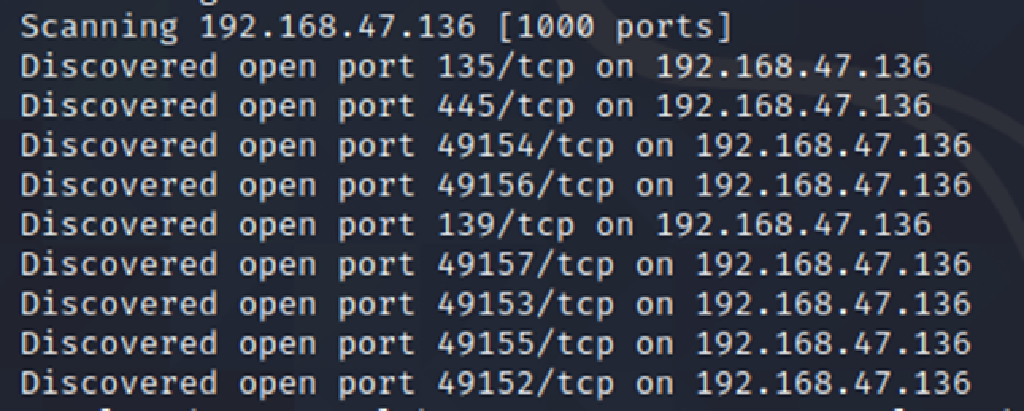 Scanning 192.168.47.136 [1000 ports]
Discovered open port 135/tcp on 192.168.47.136
Discovered open port 445/tcp on 192.168.47.136
Discovered open port 49154/tcp on 192.168.47.136
Discovered open port 49156/tcp on 192.168.47.136
Discovered open port 139/tcp on 192.168.47.136
Discovered open port 49157/tcp on 192.168.47.136
Discovered open port 49153/tcp on 192.168.47.136
Discovered open port 49155/tcp on 192.168.47.136
Discovered open port 49152/tcp on 192.168.47.136